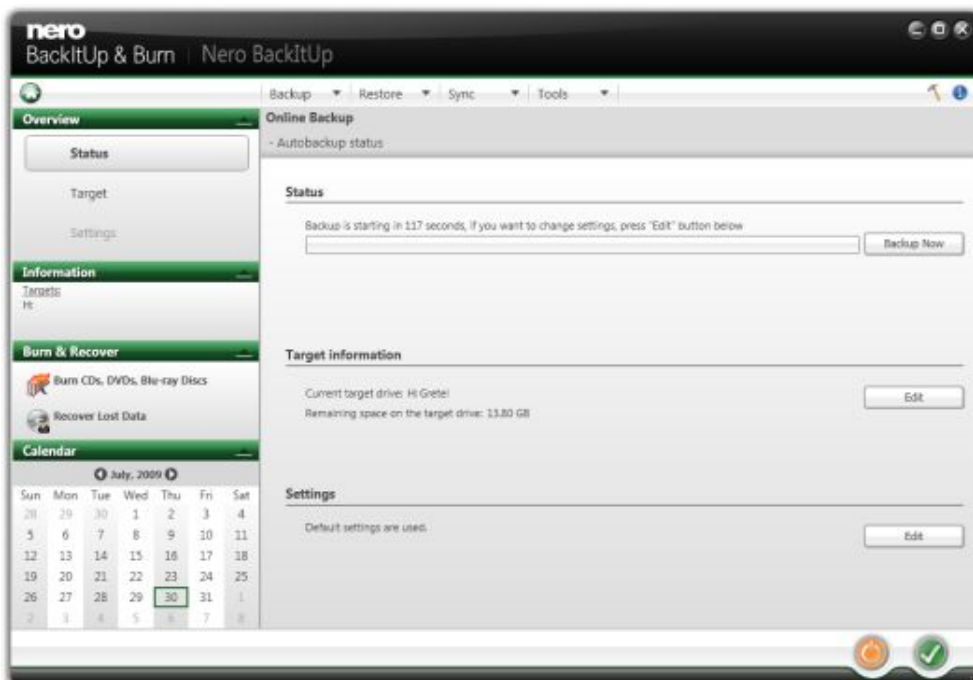 nero
BackItUp & Burn | Nero BackItUp
Backup Restore Sync Tools
Overview
Status
Target
Settings
Information
Targets:
H:
Burn & Recover
Burn CDs, DVDs, Blu-ray Discs
Recover Lost Data
Calendar
July, 2009
Sun Mon Tue Wed Thu Fri Sat
28 29 30 1 2 3 4
5 6 7 8 9 10 11
12 13 14 15 16 17 18
19 20 21 22 23 24 25
26 27 28 29 30 31 1
2 3 4 5 6 7 8
Online Backup
- Autobackup status
Status
Backup is starting in 117 seconds, if you want to change settings, press "Edit" button below
Backup Now
Target information
Current target drive: H: Gretel
Remaining space on the target drive: 13.80 GB
Edit
Settings
Default settings are used.
Edit